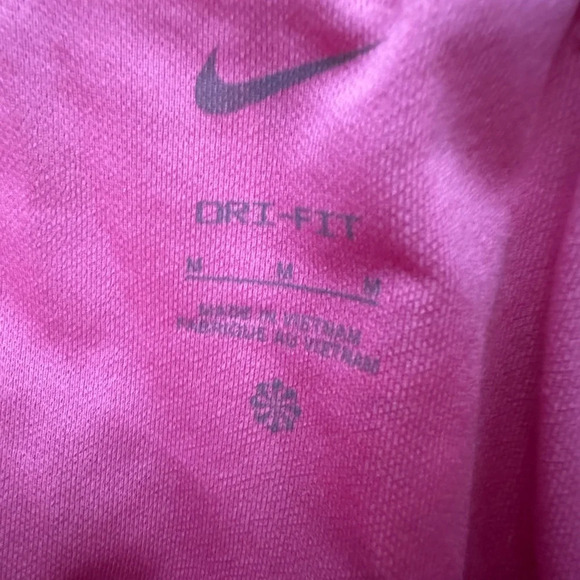 DRI-FIT
M M M
MADE IN VIETNAM
FABRIQUÉ AU VIETNAM